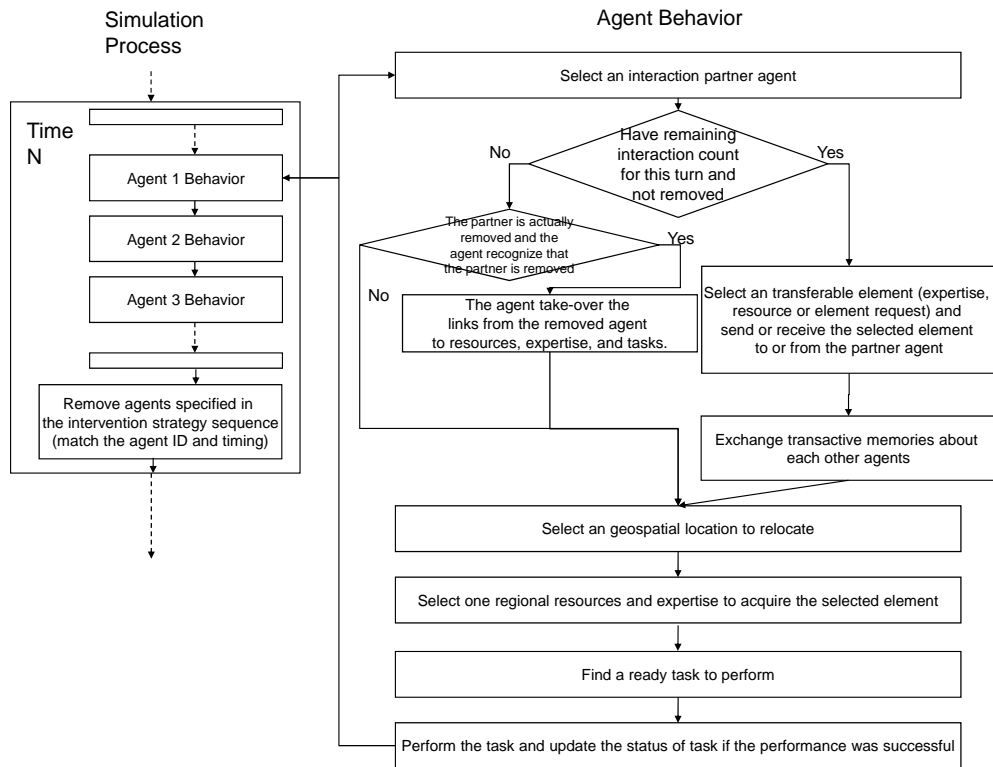 Simulation
Process
Time
N
Agent 1 Behavior
Agent 2 Behavior
Agent 3 Behavior
Remove agents specified in
the intervention strategy sequence
(match the agent ID and timing)
Agent Behavior
Select an interaction partner agent
Have remaining
interaction count
for this turn and
not removed
No
Yes
The partner is actually
removed and the
agent recognize that
the partner is removed
Yes
No
The agent take-over the
links from the removed agent
to resources, expertise, and tasks.
Select an transferable element (expertise,
resource or element request) and
send or receive the selected element
to or from the partner agent
Exchange transactive memories about
each other agents
Select an geospatial location to relocate
Select one regional resources and expertise to acquire the selected element
Find a ready task to perform
Perform the task and update the status of task if the performance was successful